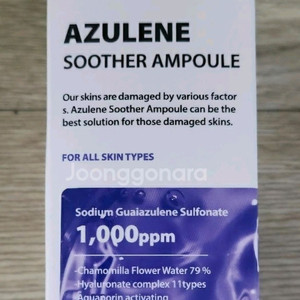 AZULENE
SOOTHER AMPOULE
Our skins are damaged by various factor
s. Azulene Soother Ampoule can be the
best solution for those damaged skins.
FOR ALL SKIN TYPES
Joonggonara
Sodium Guaiazulene Sulfonate
1,000ppm
-Chamomilla Flower Water 79 %
-Hyaluronate complex 11types
-Aquaporin activating